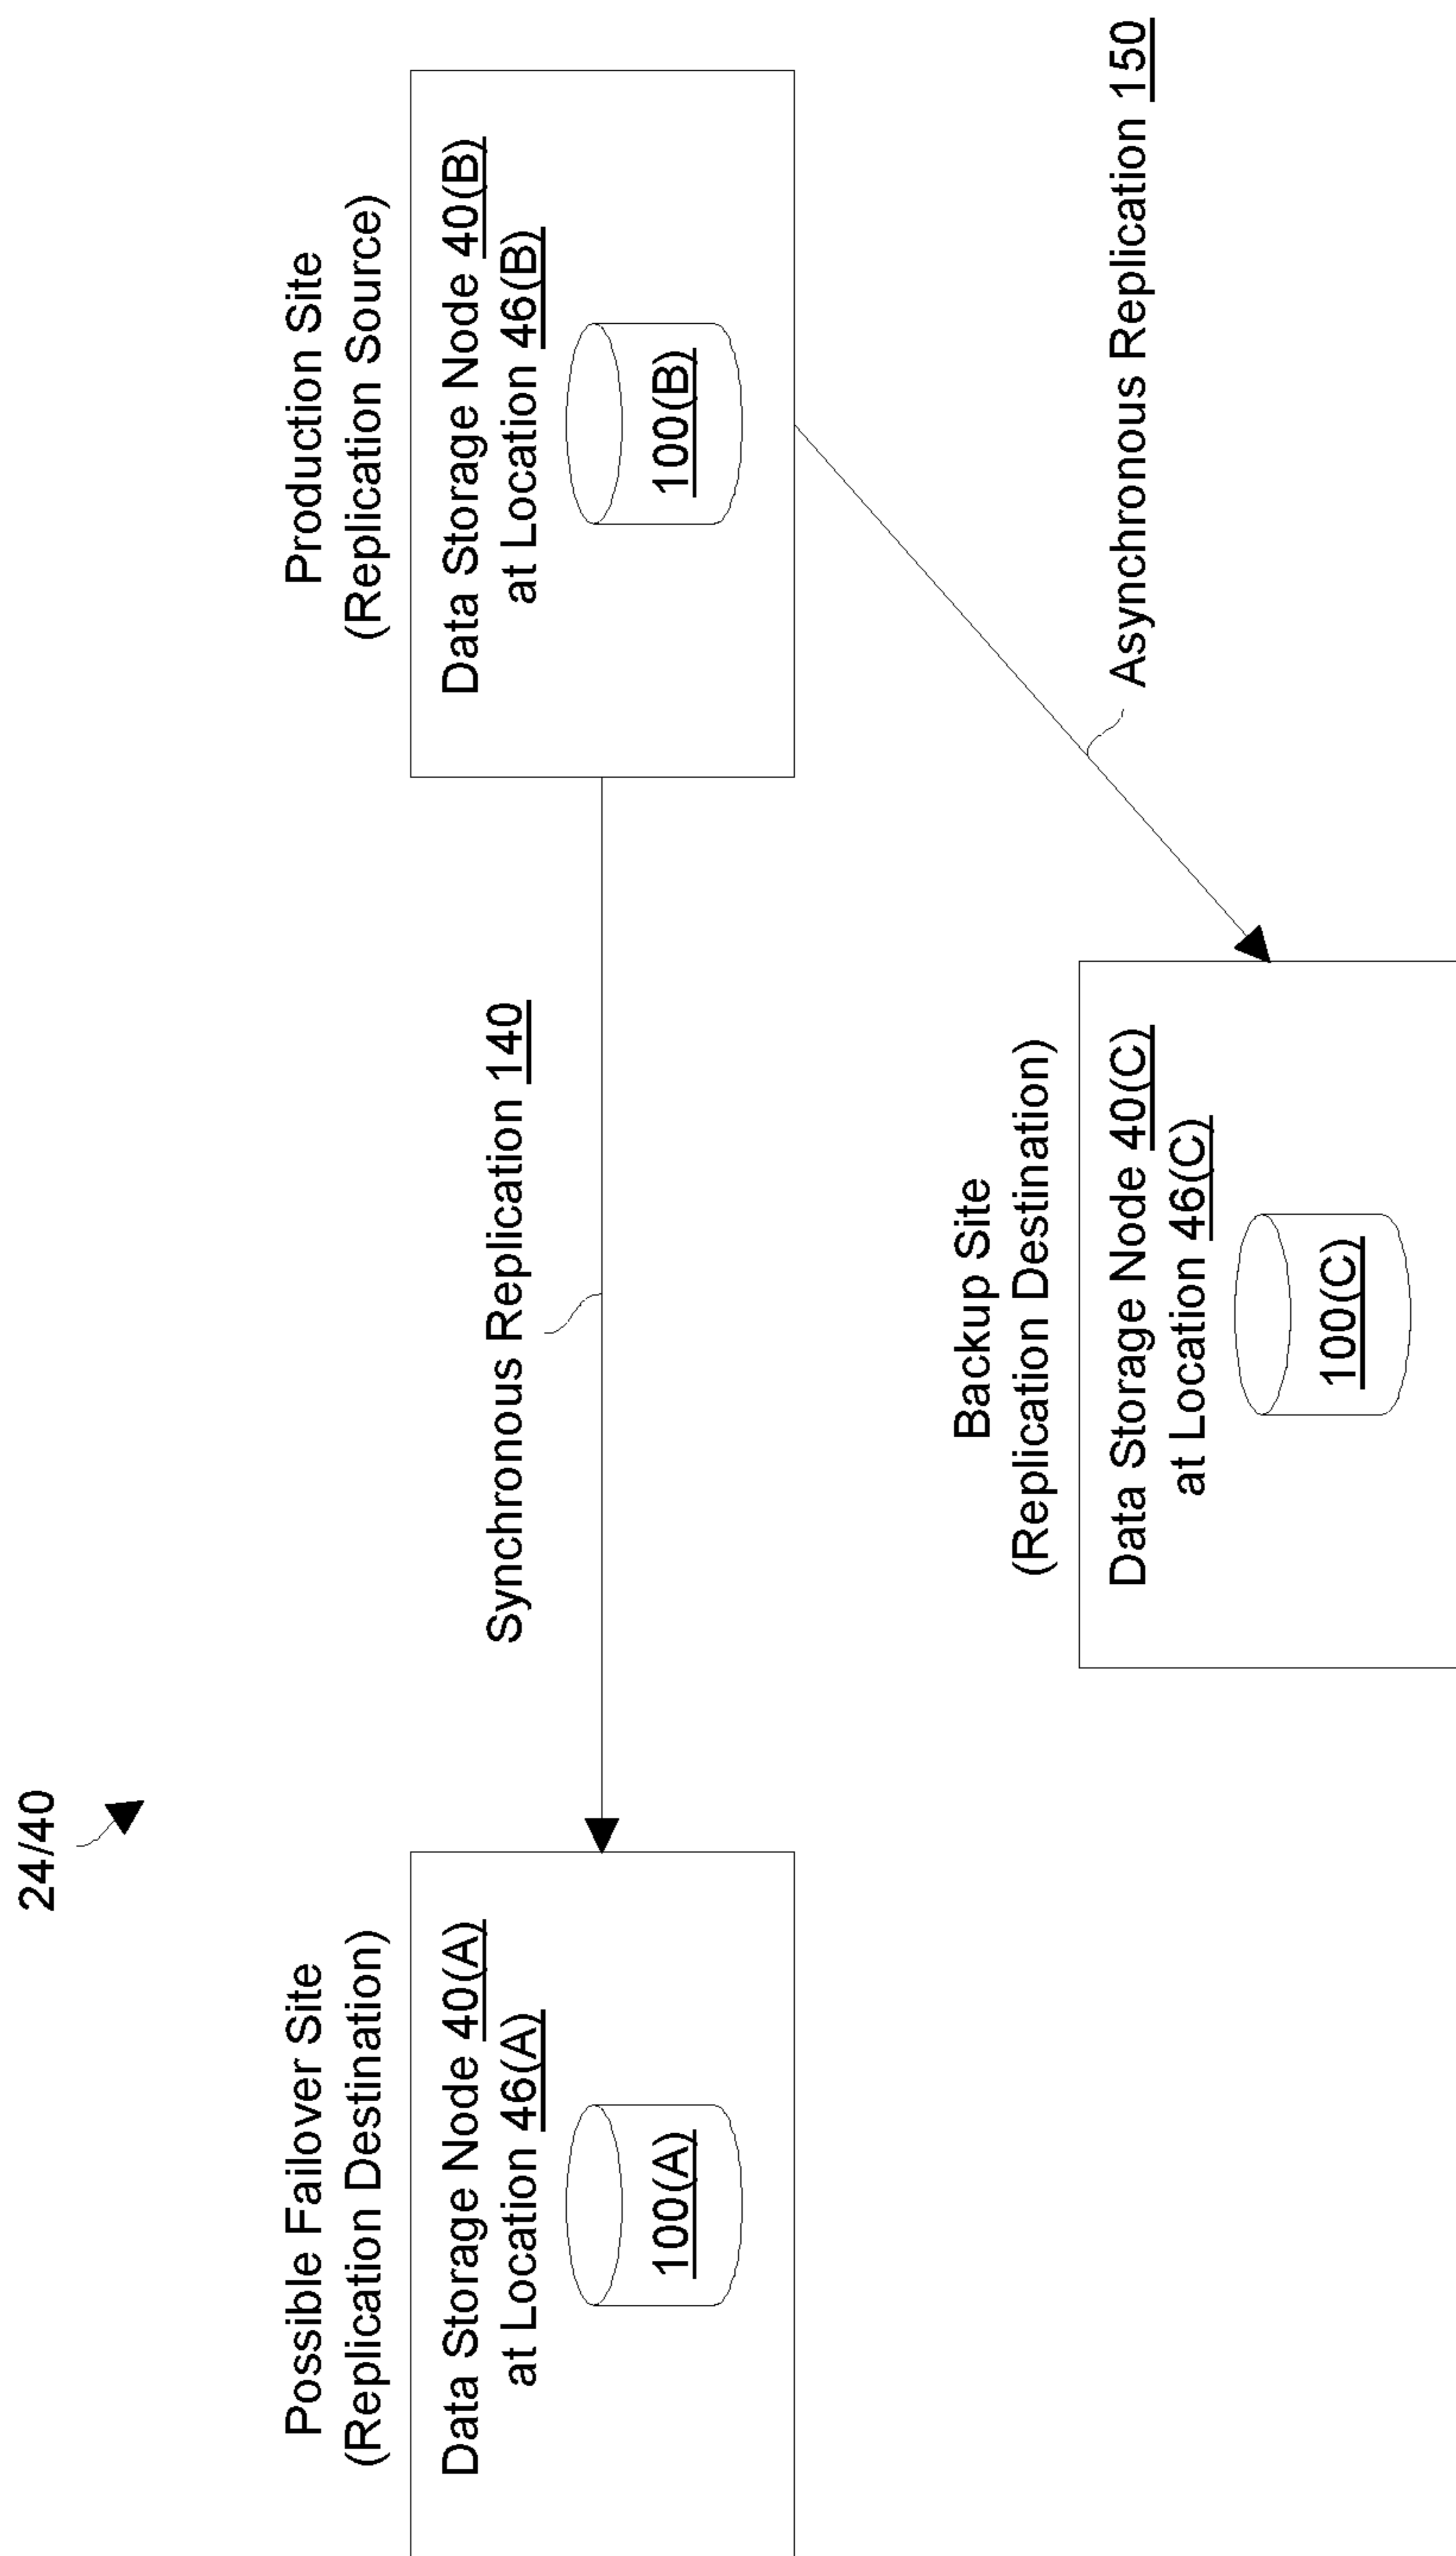 24/40
Possible Failover Site
(Replication Destination)
Data Storage Node 40(A)
at Location 46(A)
100(A)
Synchronous Replication 140
Production Site
(Replication Source)
Data Storage Node 40(B)
at Location 46(B)
100(B)
Backup Site
(Replication Destination)
Data Storage Node 40(C)
at Location 46(C)
100(C)
Asynchronous Replication 150